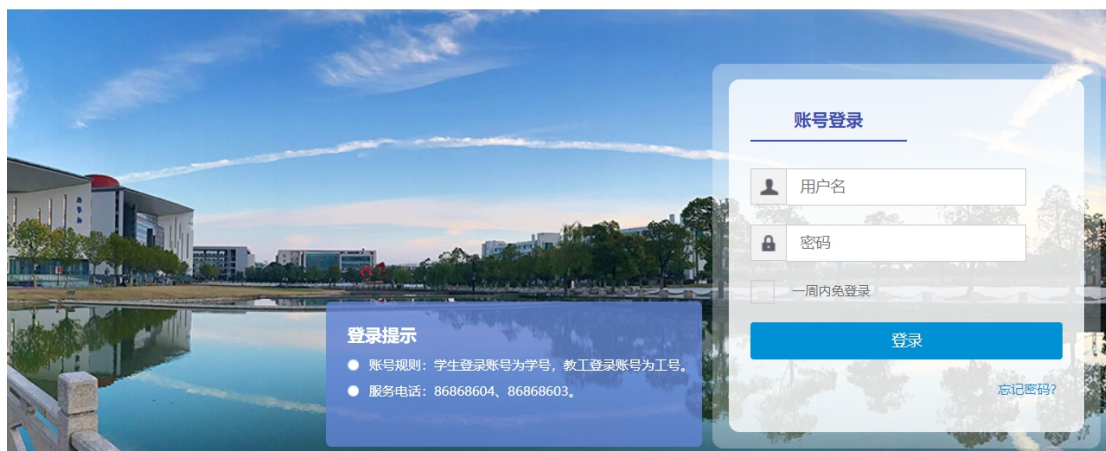 账号登录
用户名
密码
一周内免登录
登录
忘记密码?
登录提示
账号规则：学生登录账号为学号，教工登录账号为工号。
服务电话：86868604、86868603。